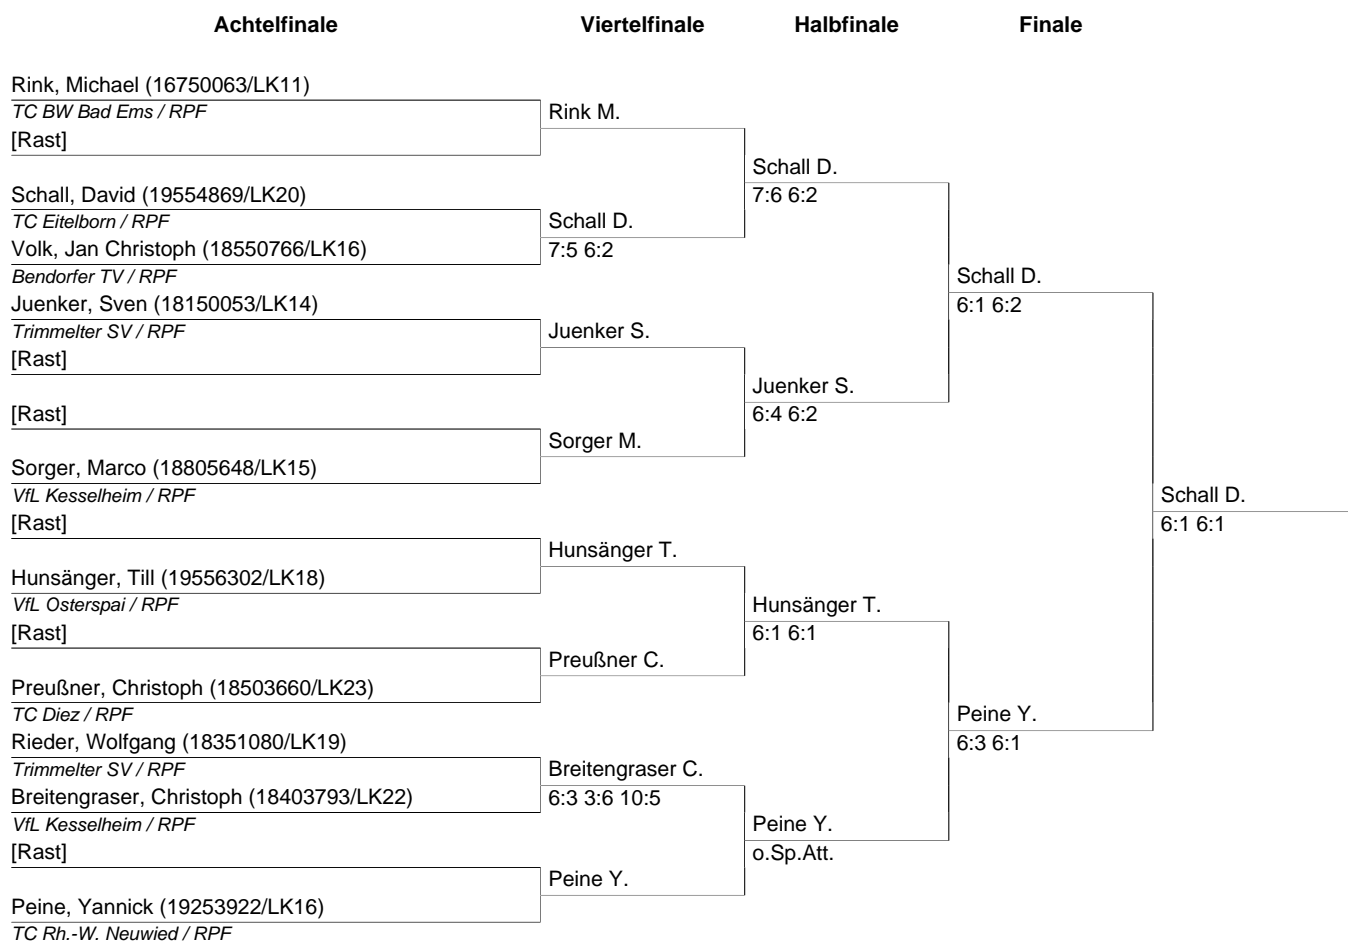 Achtelfinale Viertelfinale Halbfinale Finale
Rink, Michael (16750063/LK11)
TC BW Bad Ems / RPF
Rink M.
[Rast]
Schall D.
Schall, David (19554869/LK20)
7:6 6:2
TC Eitelborn / RPF
Schall D.
Volk, Jan Christoph (18550766/LK16)
7:5 6:2
Bendorfer TV / RPF
Schall D.
Juenker, Sven (18150053/LK14)
6:1 6:2
Trimmelter SV / RPF
Juenker S.
[Rast]
Juenker S.
[Rast]
6:4 6:2
Sorger M.
Sorger, Marco (18805648/LK15)
VfL Kesselheim / RPF
Schall D.
[Rast]
6:1 6:1
Hunsänger T.
Hunsänger, Till (19556302/LK18)
VfL Osterspai / RPF
Hunsänger T.
[Rast]
6:1 6:1
Preußner C.
Preußner, Christoph (18503660/LK23)
TC Diez / RPF
Peine Y.
Rieder, Wolfgang (18351080/LK19)
6:3 6:1
Trimmelter SV / RPF
Breitengraser C.
Breitengraser, Christoph (18403793/LK22)
6:3 3:6 10:5
VfL Kesselheim / RPF
Peine Y.
[Rast]
o.Sp.Att.
Peine Y.
Peine, Yannick (19253922/LK16)
TC Rh.-W. Neuwied / RPF